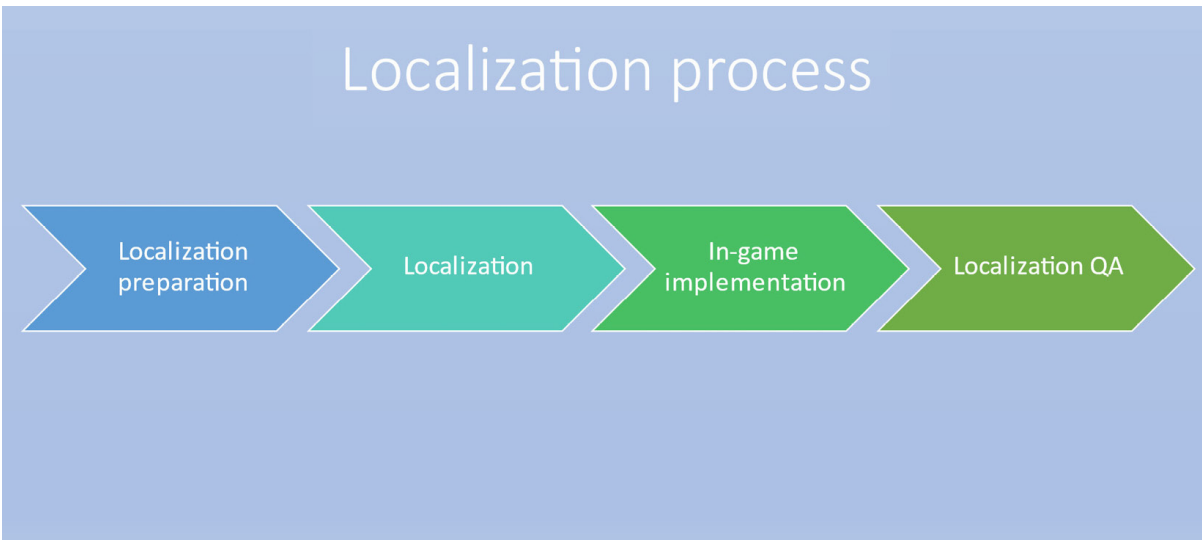 Localization process
Localization
preparation
Localization
In-game
implementation
Localization QA